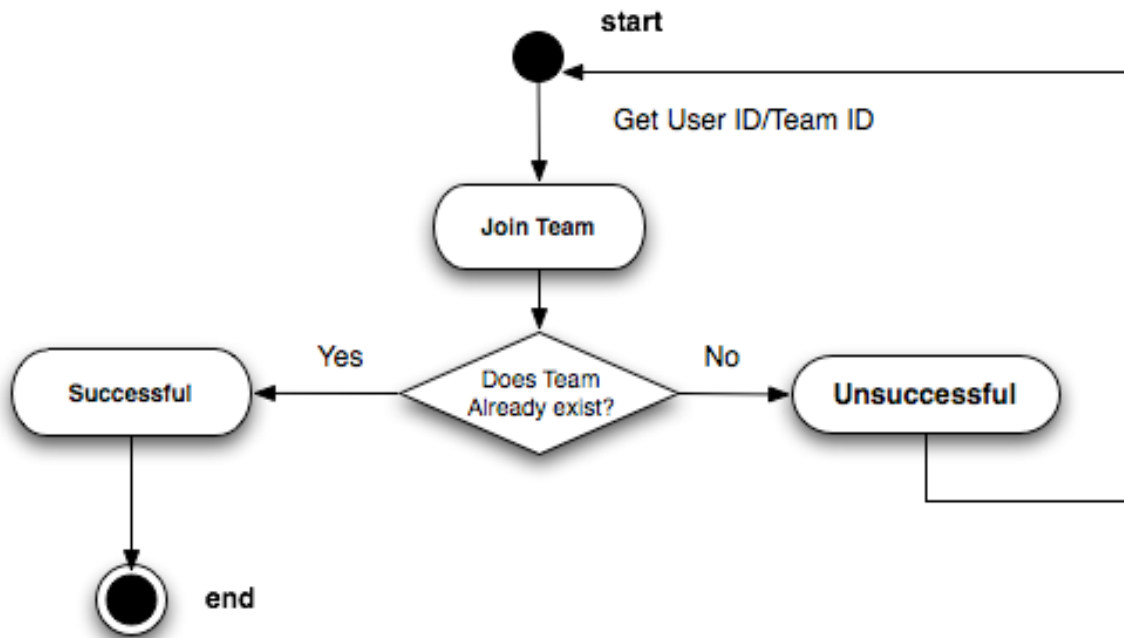 start
Get User ID/Team ID
Join Team
Yes
No
Does Team
Already exist?
Successful
Unsuccessful
end